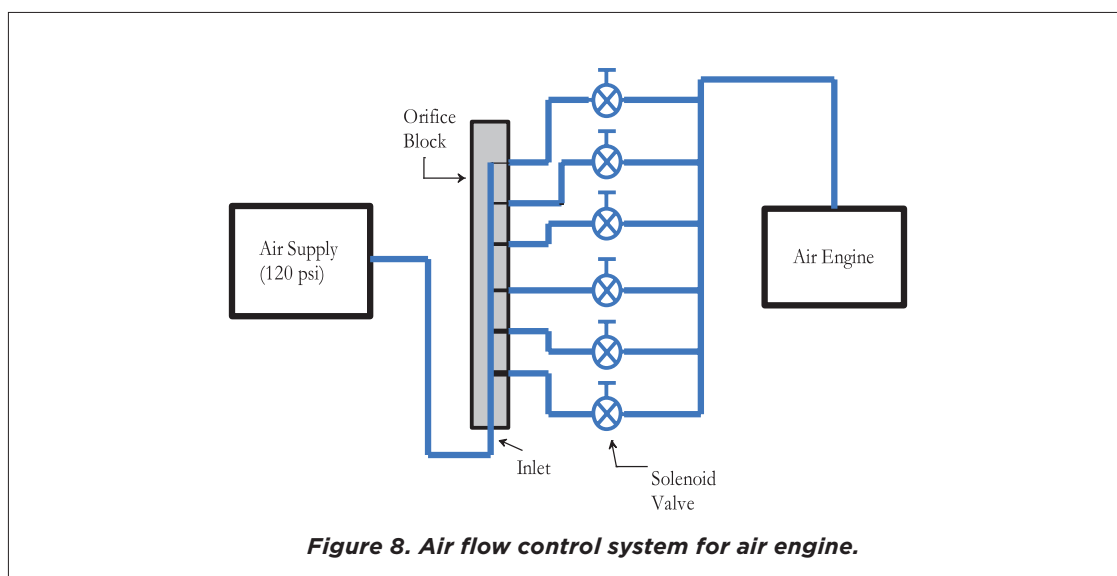 Orifice
Block
Air Supply
(120 psi)
Air Engine
Inlet
Solenoid
Valve
Figure 8. Air flow control system for air engine.